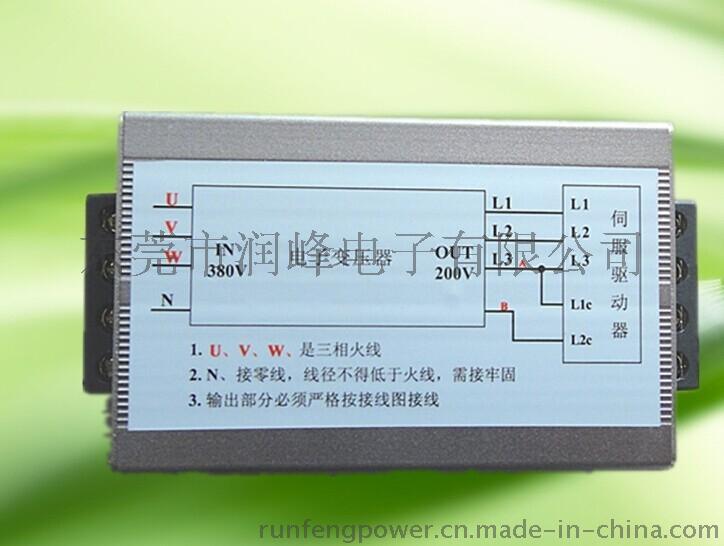 U
L1
L1
V
L2
L2
W
IN
380V
电子变压器
OUT
200V
L3
A
L3
伺服驱动器
N
B
L1c
L2c
1. U、V、W、是三相火线
2. N、接零线，线径不得低于火线，需接牢固
3. 输出部分必须严格按接线图接线
东莞市润峰电子有限公司
runfengpower.cn.made-in-china.com